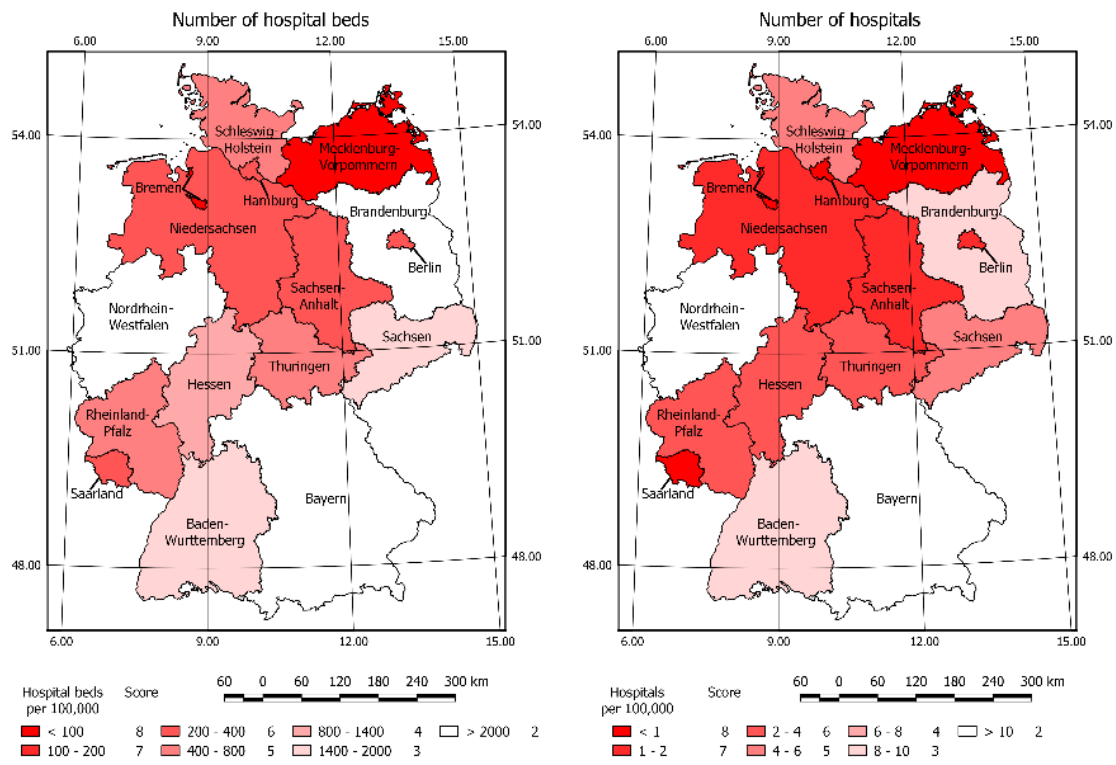 Number of hospital beds
6.00 9.00 12.00 15.00
54.00 54.00
Schleswig-
Holstein
Mecklenburg-
Vorpommern
Bremen
Hamburg
Brandenburg
Niedersachsen
Berlin
Sachsen-
Anhalt
Nordrhein-
Westfalen
Sachsen
51.00 51.00
Thuringen
Hessen
Rheinland-
Pfalz
Saarland
Bayern
Baden-
Wurttemberg
48.00 48.00
6.00 9.00 12.00 15.00
60 0 60 120 180 240 300 km
Hospital beds
per 100,000
Score
< 100 8 200 - 400 6 800 - 1400 4 > 2000 2
100 - 200 7 400 - 800 5 1400 - 2000 3
Number of hospitals
6.00 9.00 12.00 15.00
54.00 54.00
Schleswig-
Holstein
Mecklenburg-
Vorpommern
Bremen
Hamburg
Brandenburg
Niedersachsen
Berlin
Sachsen-
Anhalt
Nordrhein-
Westfalen
Sachsen
51.00 51.00
Thuringen
Hessen
Rheinland-
Pfalz
Saarland
Bayern
Baden-
Wurttemberg
48.00 48.00
6.00 9.00 12.00 15.00
60 0 60 120 180 240 300 km
Hospitals
per 100,000
Score
< 1 8 2 - 4 6 6 - 8 4 > 10 2
1 - 2 7 4 - 6 5 8 - 10 3